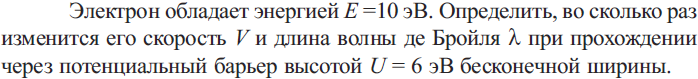 Электрон обладает энергией E =10 эВ. Определить, во сколько раз
изменится его скорость V и длина волны де Бройля λ при прохождении
через потенциальный барьер высотой U = 6 эВ бесконечной ширины.